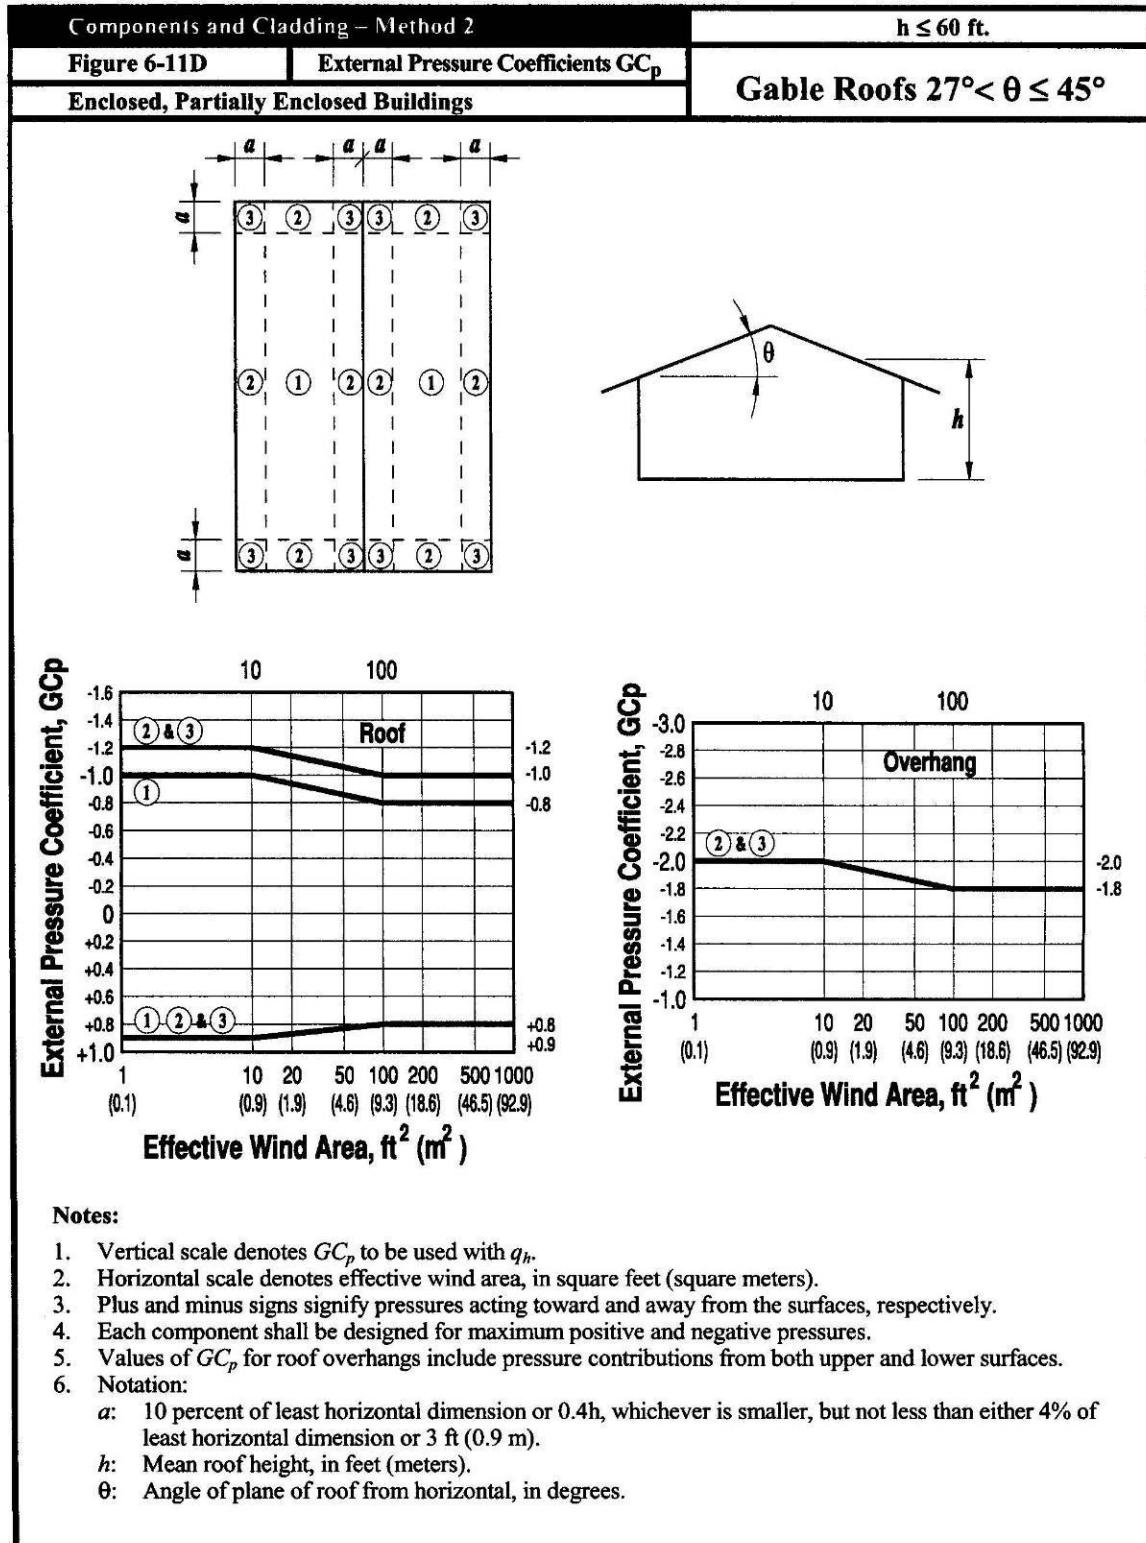 Components and Cladding – Method 2
h ≤ 60 ft.
Figure 6-11D
External Pressure Coefficients GCp
Gable Roofs 27°< θ ≤ 45°
Enclosed, Partially Enclosed Buildings
a a a a
a
3 2 3 3 2 3
2 1 2 2 1 2
a
3 2 3 3 2 3
θ
h
External Pressure Coefficient, GCp
10 100
-1.6
-1.4
-1.2
-1.0
-0.8
-0.6
-0.4
-0.2
0
+0.2
+0.4
+0.6
+0.8
+1.0
2 & 3
Roof
1
1 2 & 3
-1.2
-1.0
-0.8
+0.8
+0.9
1 10 20 50 100 200 500 1000
(0.1) (0.9) (1.9) (4.6) (9.3) (18.6) (46.5) (92.9)
Effective Wind Area, ft² (m²)
External Pressure Coefficient, GCp
10 100
-3.0
-2.8
-2.6
-2.4
-2.2
-2.0
-1.8
-1.6
-1.4
-1.2
-1.0
Overhang
2 & 3
-2.0
-1.8
1 10 20 50 100 200 500 1000
(0.1) (0.9) (1.9) (4.6) (9.3) (18.6) (46.5) (92.9)
Effective Wind Area, ft² (m²)
Notes:
1. Vertical scale denotes GCp to be used with qh.
2. Horizontal scale denotes effective wind area, in square feet (square meters).
3. Plus and minus signs signify pressures acting toward and away from the surfaces, respectively.
4. Each component shall be designed for maximum positive and negative pressures.
5. Values of GCp for roof overhangs include pressure contributions from both upper and lower surfaces.
6. Notation:
a: 10 percent of least horizontal dimension or 0.4h, whichever is smaller, but not less than either 4% of
least horizontal dimension or 3 ft (0.9 m).
h: Mean roof height, in feet (meters).
θ: Angle of plane of roof from horizontal, in degrees.